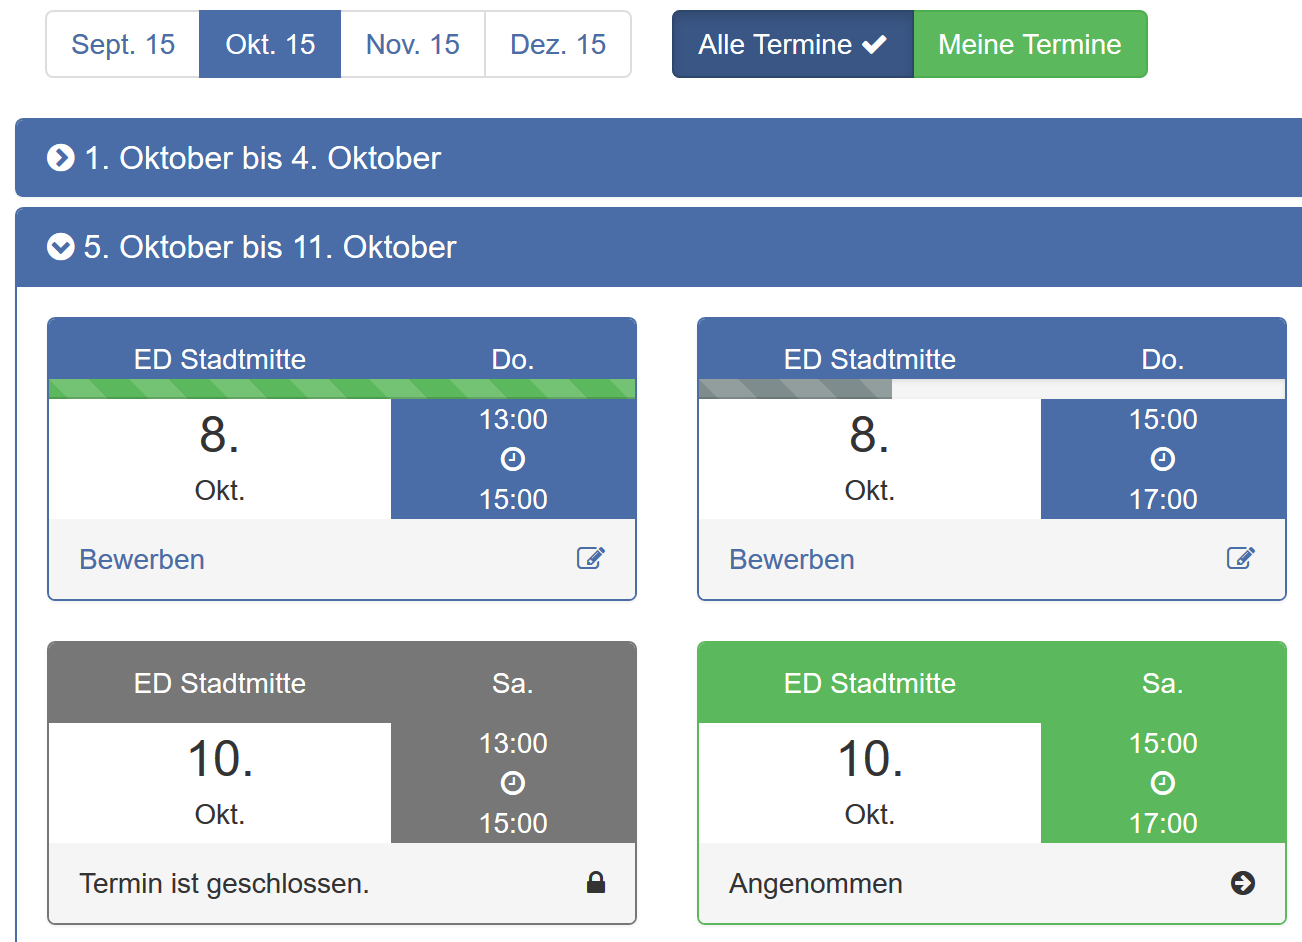 Sept. 15 Okt. 15 Nov. 15 Dez. 15 Alle Termine Meine Termine
1. Oktober bis 4. Oktober
5. Oktober bis 11. Oktober
ED Stadtmitte Do.
8.
Okt.
13:00
15:00
Bewerben
ED Stadtmitte Do.
8.
Okt.
15:00
17:00
Bewerben
ED Stadtmitte Sa.
10.
Okt.
13:00
15:00
Termin ist geschlossen.
ED Stadtmitte Sa.
10.
Okt.
15:00
17:00
Angenommen